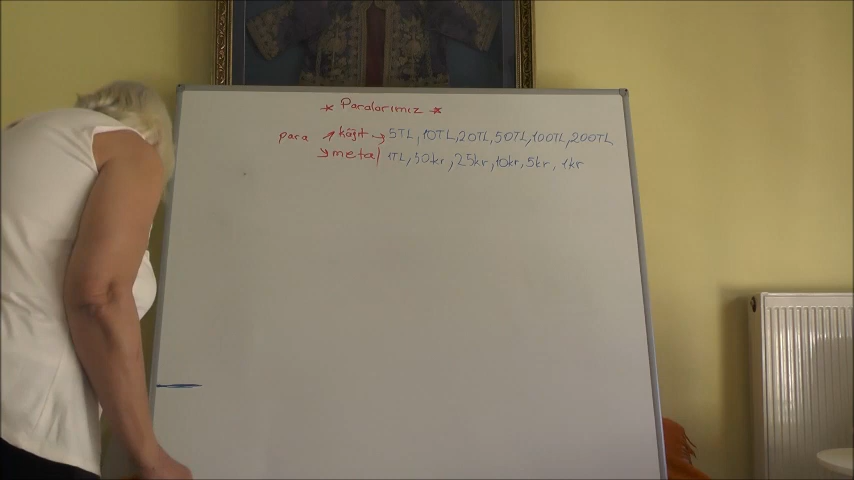 * Paralarımız *
para ↗ kâğıt → 5TL, 10TL, 20TL, 50TL, 100TL, 200TL
↘ metal 1TL, 50kr, 25kr, 10kr, 5kr, 1kr